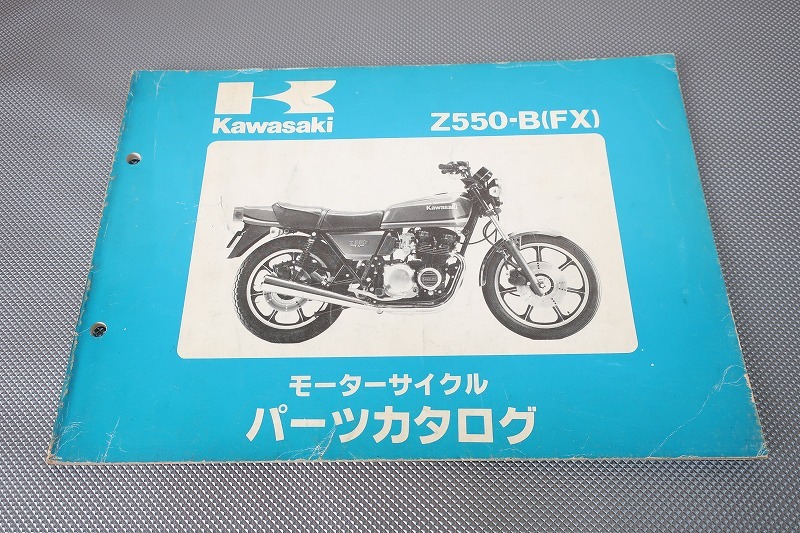 Kawasaki
Z550-B(FX)
Kawasaki
モーターサイクル
パーツカタログ